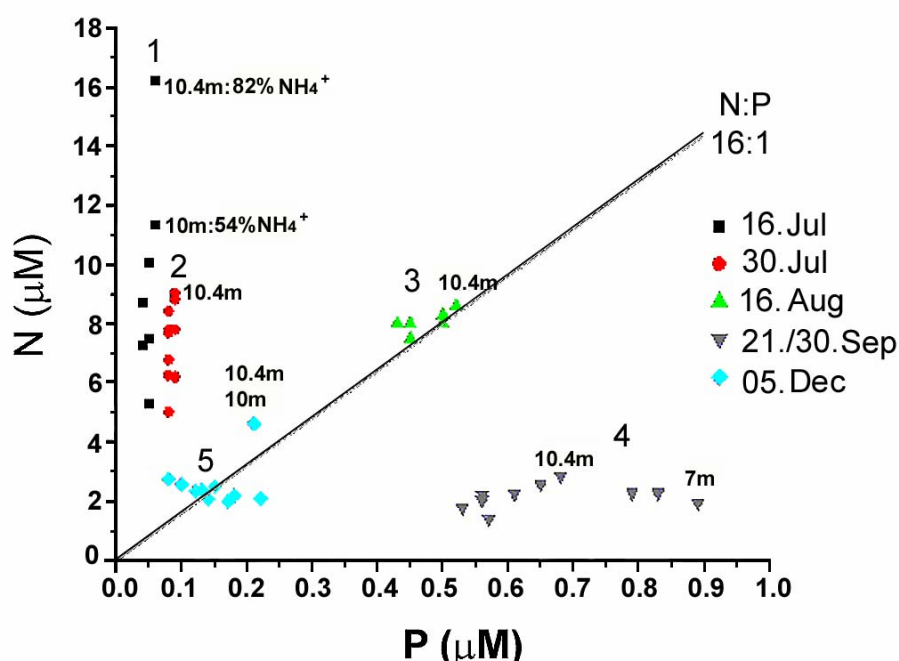 18
16
14
12
10
8
6
4
2
0
N (μM)
1
10.4m:82% NH₄⁺
10m:54%NH₄⁺
2
10.4m
3
10.4m
N:P
16:1
16.Jul
30.Jul
16.Aug
21./30.Sep
05.Dec
10.4m
10m
5
4
10.4m
7m
0.0
0.1
0.2
0.3
0.4
0.5
0.6
0.7
0.8
0.9
1.0
P (μM)